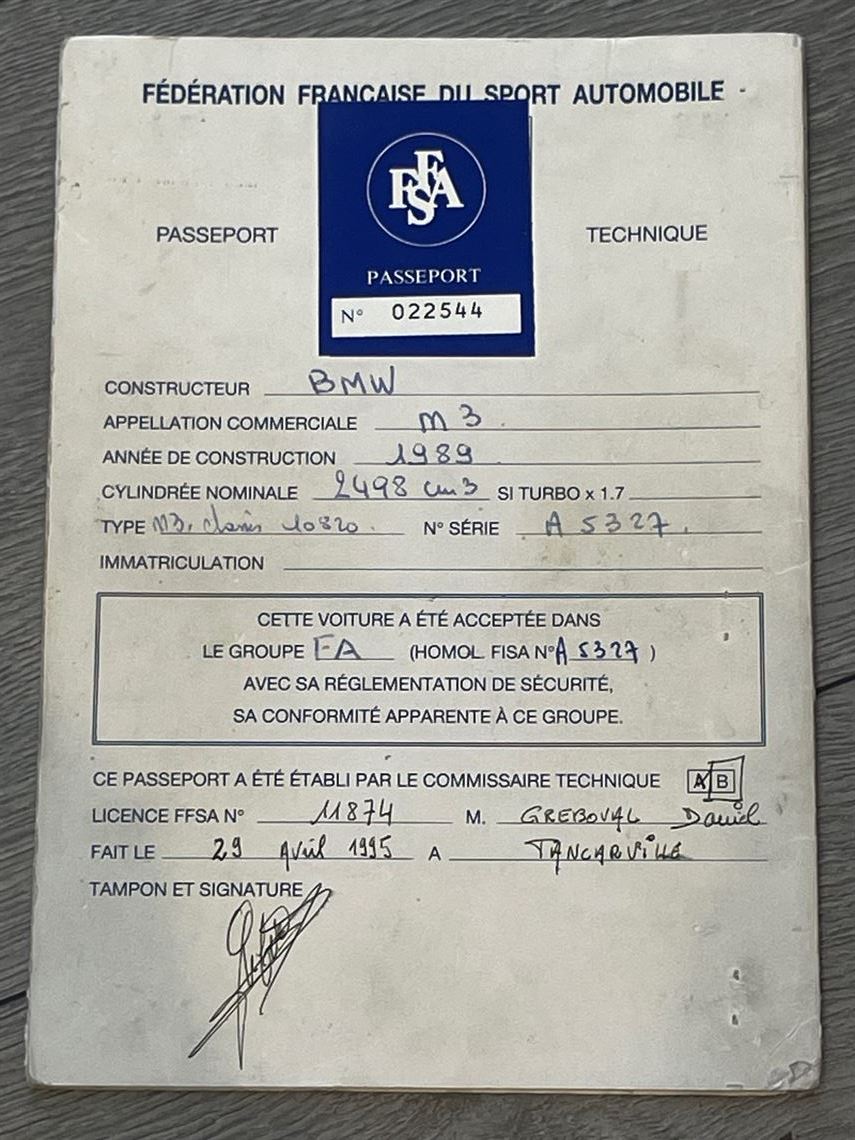 FÉDÉRATION FRANÇAISE DU SPORT AUTOMOBILE
FFSA
PASSEPORT TECHNIQUE
PASSEPORT
N° 022544
CONSTRUCTEUR BMW
APPELLATION COMMERCIALE M3
ANNÉE DE CONSTRUCTION 1989
CYLINDRÉE NOMINALE 2498 cm3 SI TURBO x 1.7
TYPE M3. 10820. N° SÉRIE A 5327.
IMMATRICULATION
CETTE VOITURE A ÉTÉ ACCEPTÉE DANS
LE GROUPE FA (HOMOL. FISA N° A 5327)
AVEC SA RÉGLEMENTATION DE SÉCURITÉ,
SA CONFORMITÉ APPARENTE À CE GROUPE.
CE PASSEPORT A ÉTÉ ÉTABLI PAR LE COMMISSAIRE TECHNIQUE A B
LICENCE FFSA N° 11874 M. GREBOVAL Daniel
FAIT LE 29 Avril 1995 A TANCARVILLE
TAMPON ET SIGNATURE